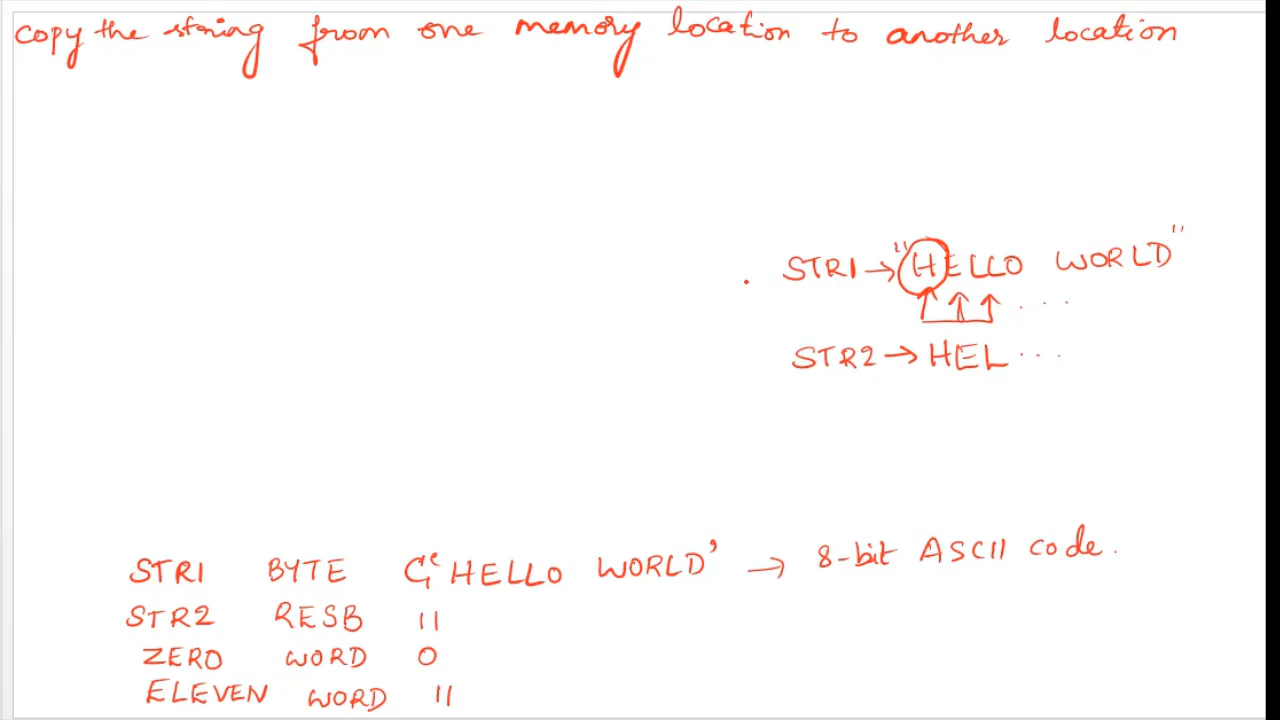 copy the string from one memory location to another location
STR1 → "HELLO WORLD"
. . .
STR2 → HEL . . .
STR1 BYTE C'HELLO WORLD' → 8-bit ASCII code.
STR2 RESB 11
ZERO WORD 0
ELEVEN WORD 11